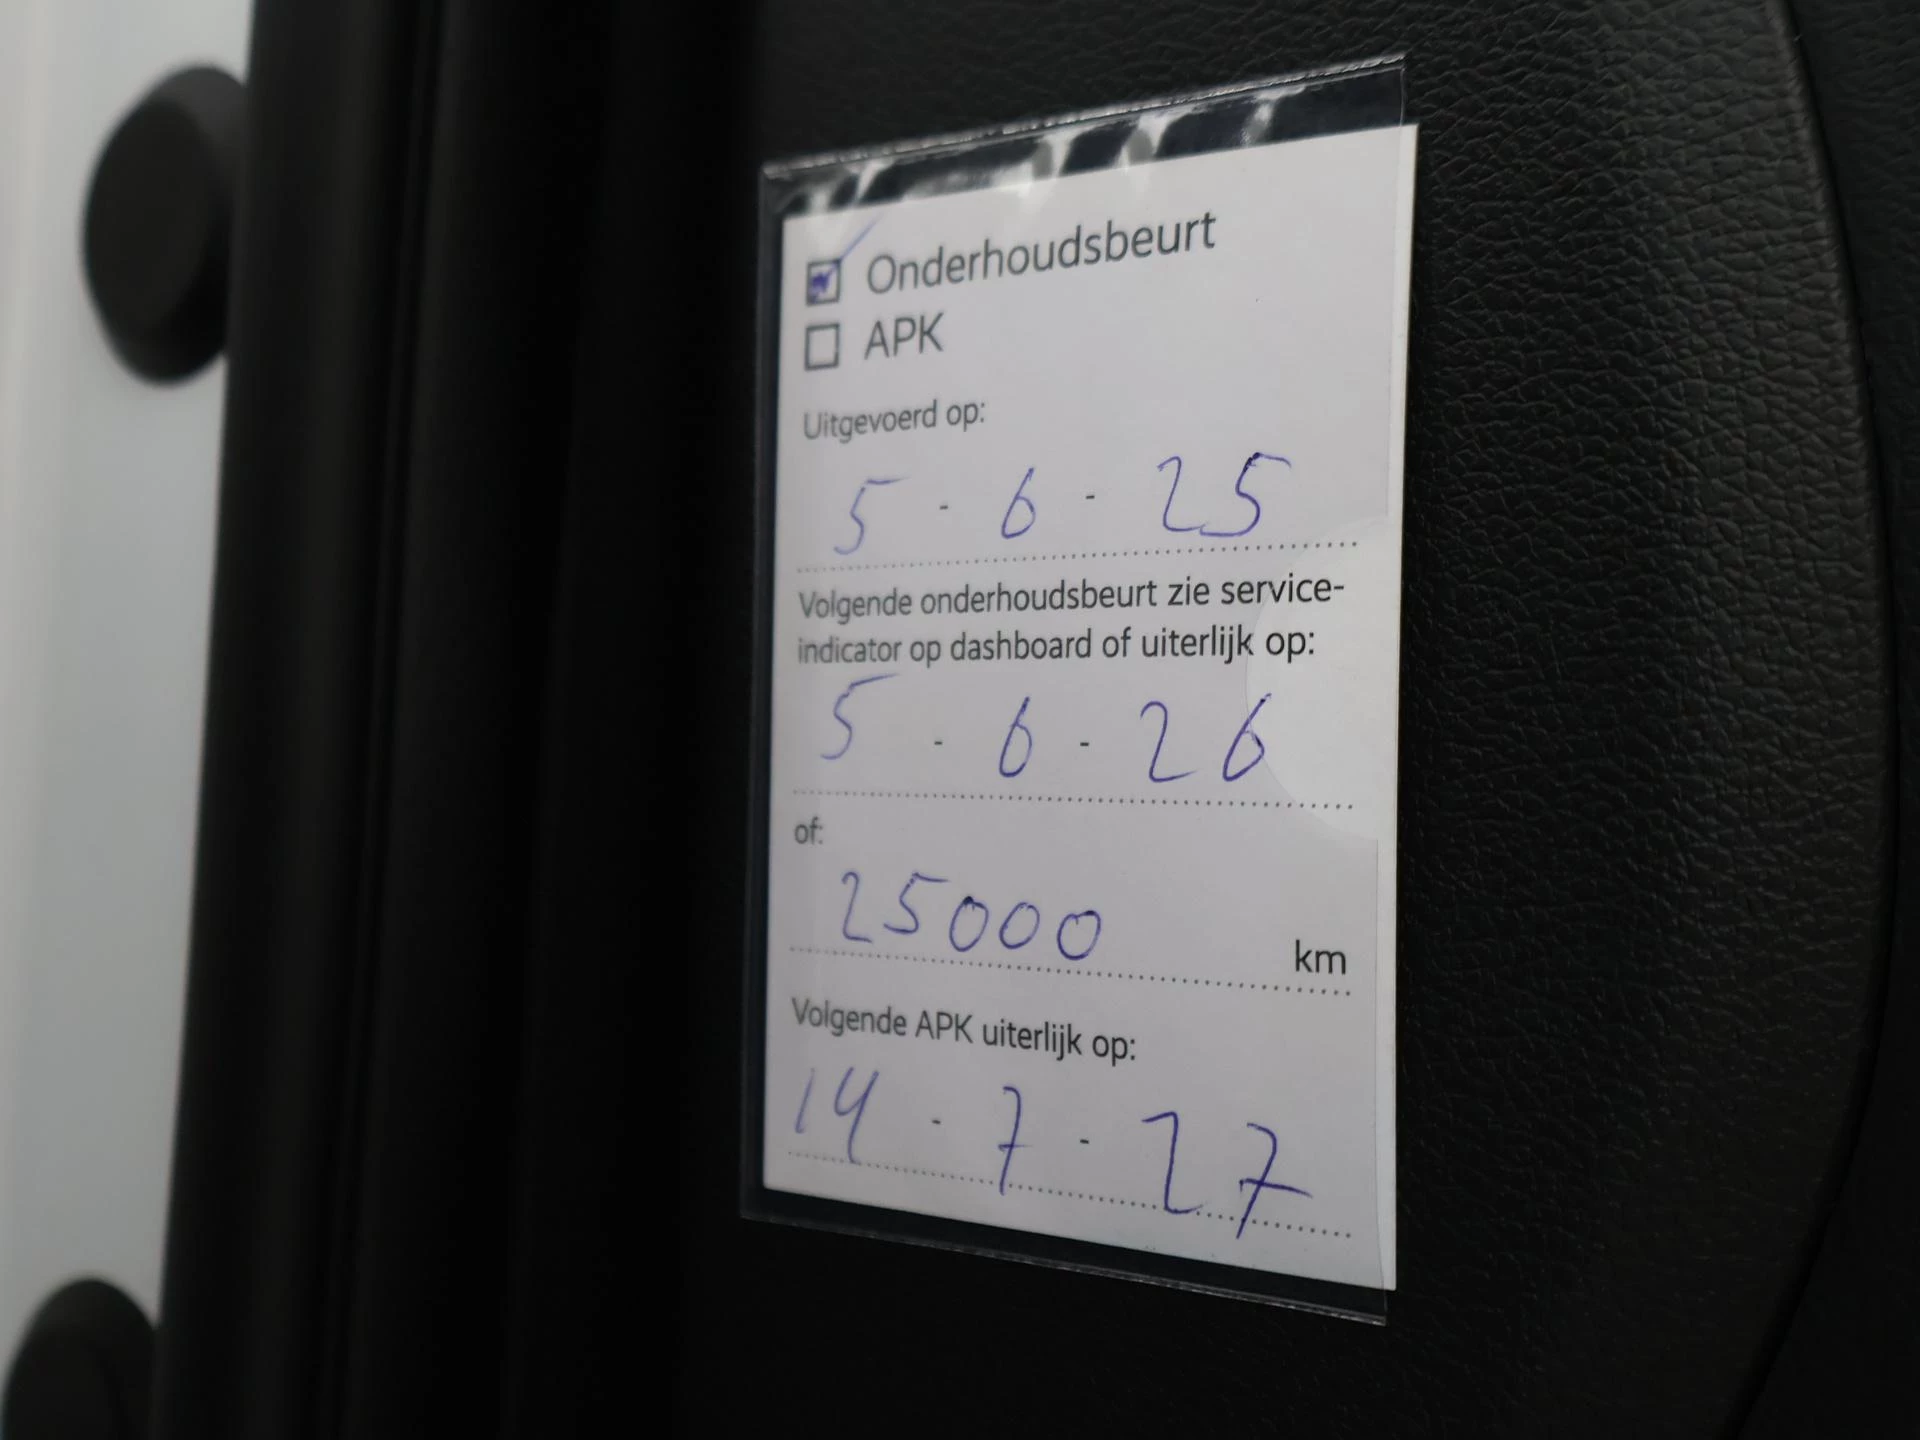 ☑ Onderhoudsbeurt
☐ APK
Uitgevoerd op:
5 - 6 - 25
Volgende onderhoudsbeurt zie service-
indicator op dashboard of uiterlijk op:
5 - 6 - 26
of:
25000 km
Volgende APK uiterlijk op:
14 - 7 - 27